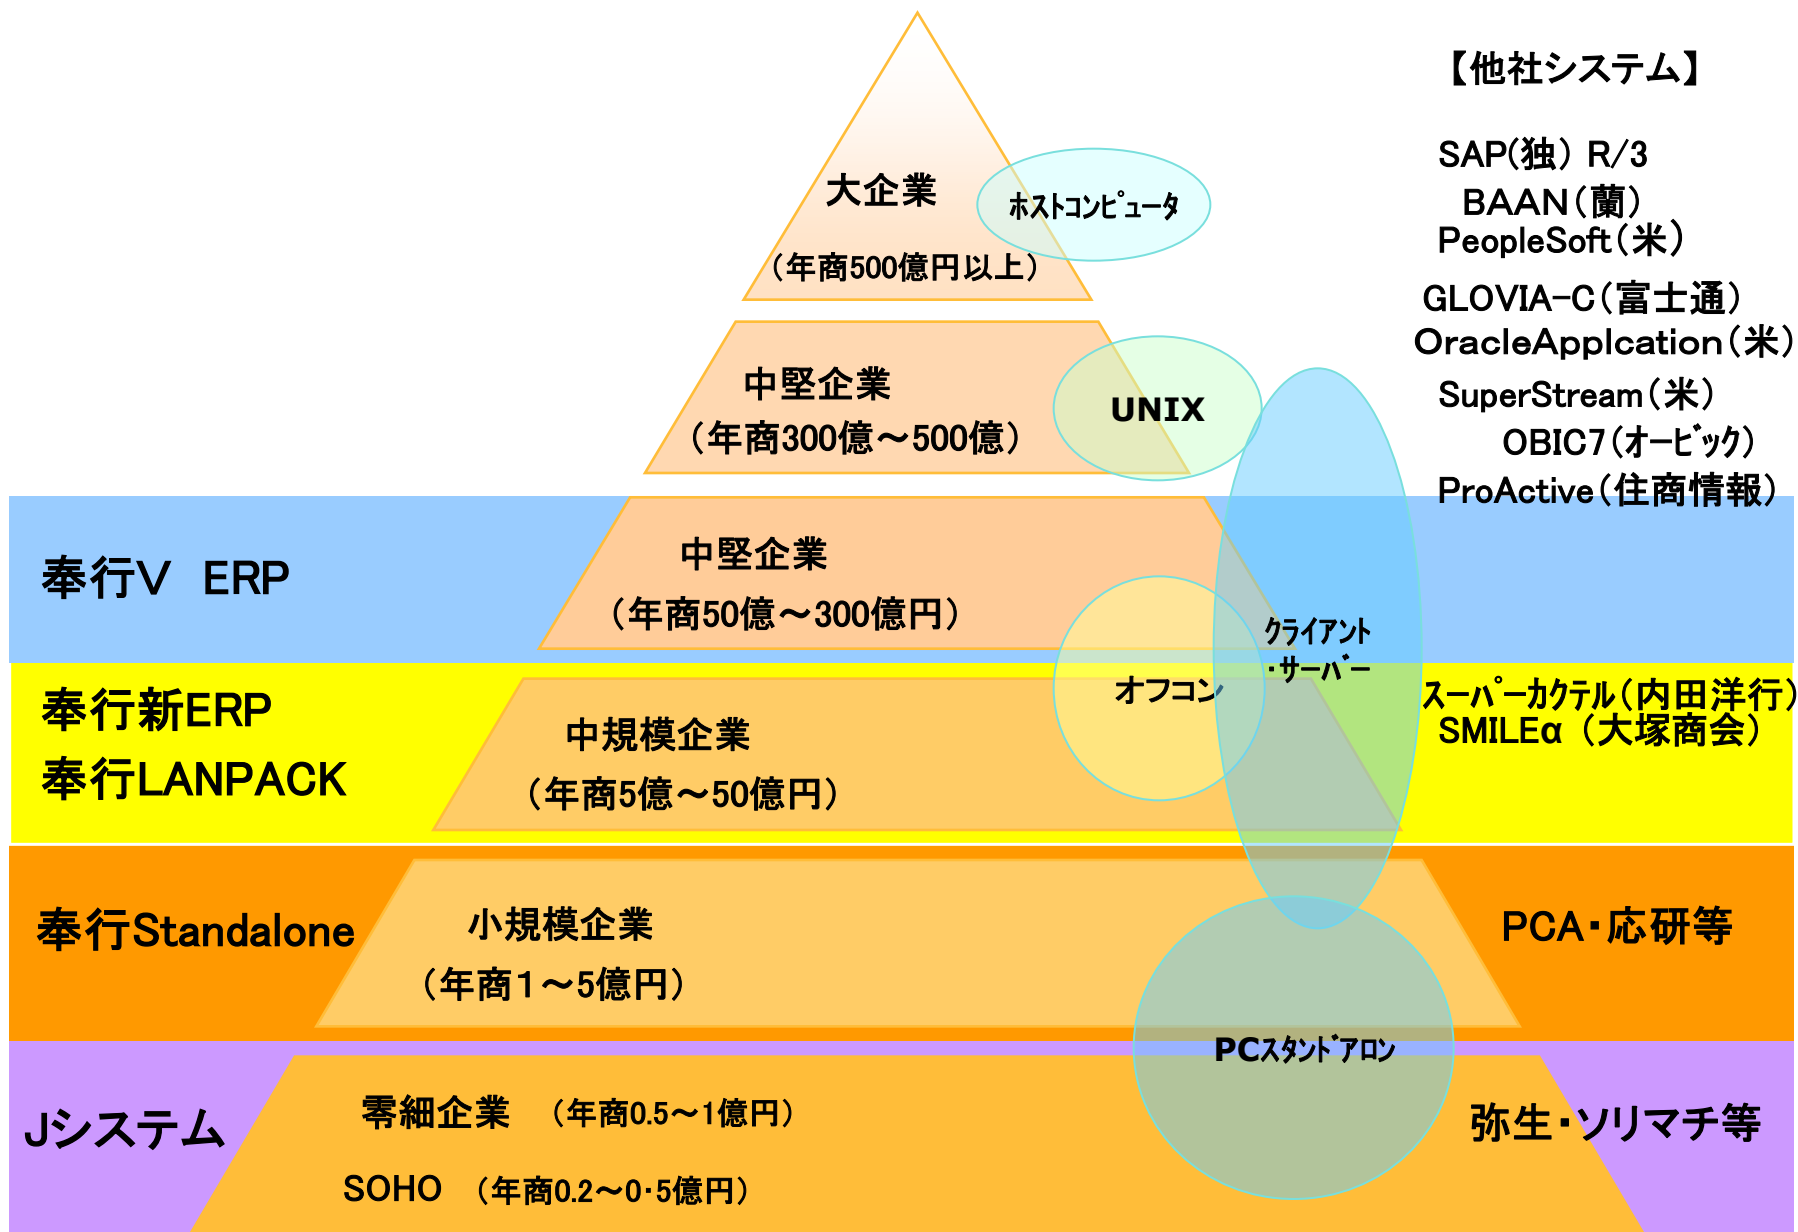 【他社システム】
SAP(独) R/3
BAAN（蘭）
PeopleSoft（米）
GLOVIA-C（富士通）
OracleApplcation（米）
SuperStream（米）
OBIC7（ｵｰﾋﾞｯｸ）
ProActive（住商情報）
大企業
（年商500億円以上）
ﾎｽﾄｺﾝﾋﾟｭｰﾀ
中堅企業
（年商300億～500億）
UNIX
奉行Ｖ　ERP
中堅企業
（年商50億～300億円）
ｸﾗｲｱﾝﾄ
・ｻｰﾊﾞｰ
奉行新ERP
奉行LANPACK
中規模企業
（年商5億～50億円）
オフコン
ｽｰﾊﾟｰｶｸﾃﾙ（内田洋行）
SMILEα （大塚商会）
奉行Standalone
小規模企業
（年商１～5億円）
PCA・応研等
PCｽﾀﾝﾄﾞｱﾛﾝ
Jシステム
零細企業　（年商0.5～1億円）
SOHO　（年商0.2～0・5億円）
弥生・ソリマチ等